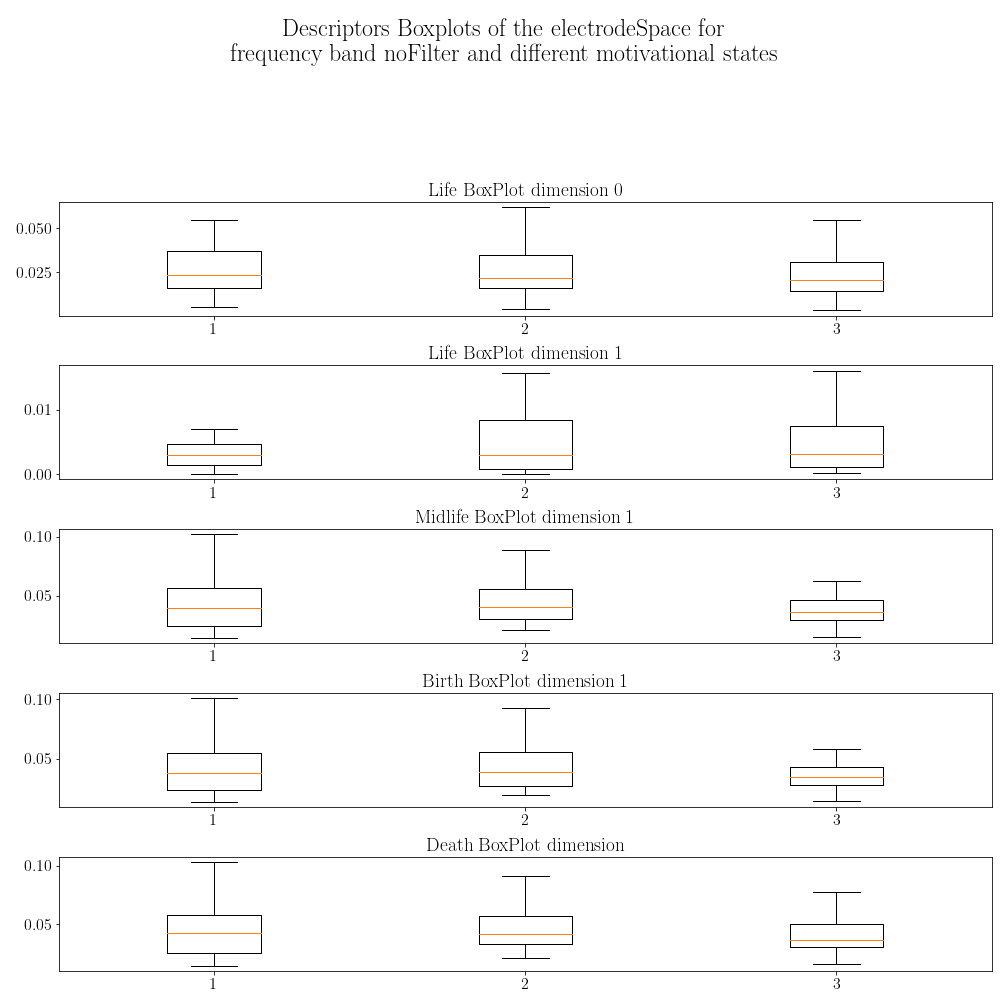 Descriptors Boxplots of the electrodeSpace for
frequency band noFilter and different motivational states
Life BoxPlot dimension 0
0.050
0.025
1 2 3
Life BoxPlot dimension 1
0.01
0.00
1 2 3
Midlife BoxPlot dimension 1
0.10
0.05
1 2 3
Birth BoxPlot dimension 1
0.10
0.05
1 2 3
Death BoxPlot dimension
0.10
0.05
1 2 3